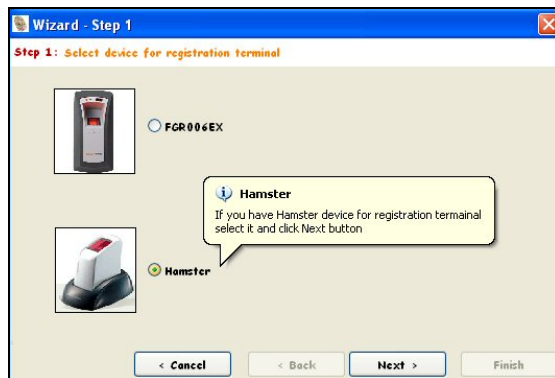 Wizard - Step 1
Step 1: Select device for registration terminal
FGR006EX
Hamster
If you have Hamster device for registration termainal
select it and click Next button
Hamster
< Cancel
< Back
Next >
Finish